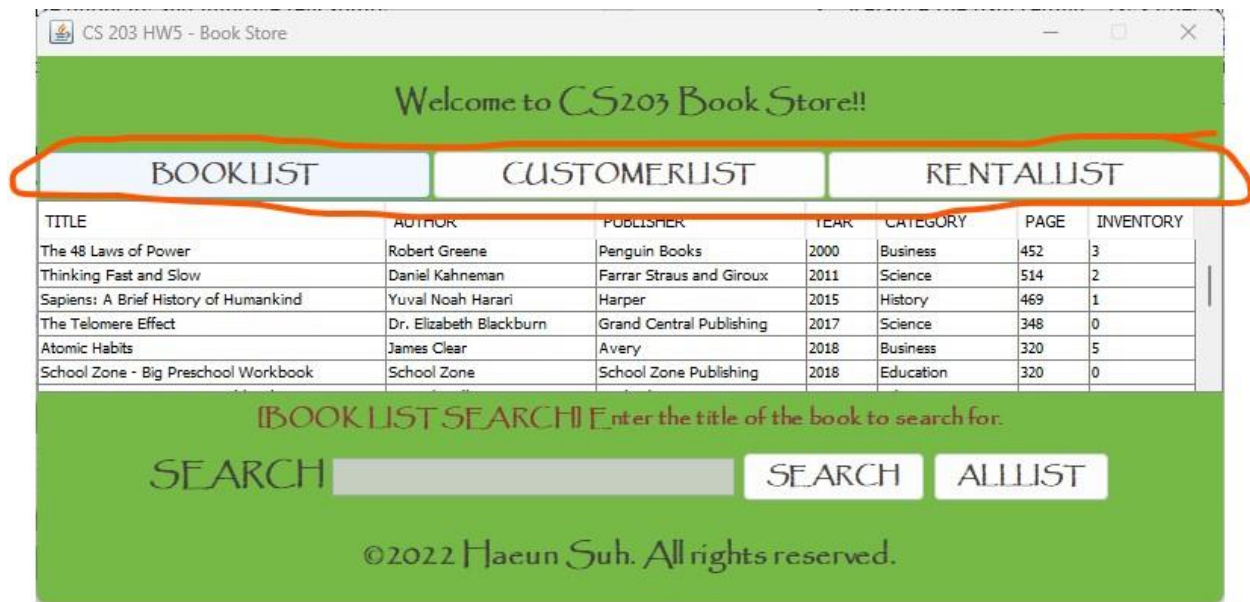 CS 203 HW5 - Book Store
Welcome to CS203 Book Store!!
BOOKLIST CUSTOMERLIST RENTALLIST
TITLE AUTHOR PUBLISHER YEAR CATEGORY PAGE INVENTORY
The 48 Laws of Power Robert Greene Penguin Books 2000 Business 452 3
Thinking Fast and Slow Daniel Kahneman Farrar Straus and Giroux 2011 Science 514 2
Sapiens: A Brief History of Humankind Yuval Noah Harari Harper 2015 History 469 1
The Telomere Effect Dr. Elizabeth Blackburn Grand Central Publishing 2017 Science 348 0
Atomic Habits James Clear Avery 2018 Business 320 5
School Zone - Big Preschool Workbook School Zone School Zone Publishing 2018 Education 320 0
[BOOK LIST SEARCH] Enter the title of the book to search for.
SEARCH SEARCH ALLLIST
©2022 Haeun Suh. All rights reserved.